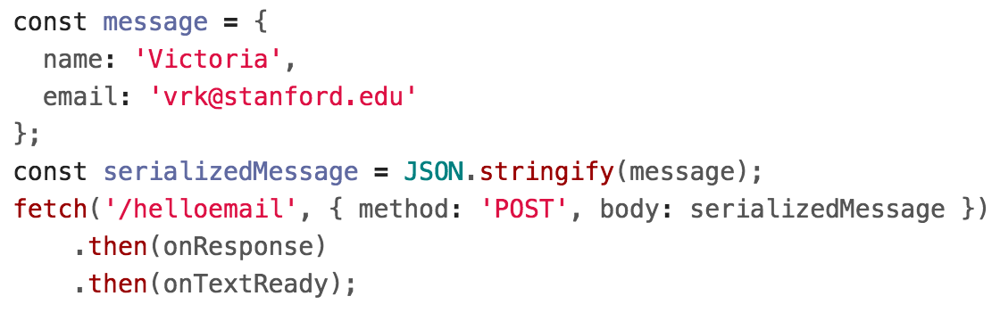 const message = {
  name: 'Victoria',
  email: 'vrk@stanford.edu'
};
const serializedMessage = JSON.stringify(message);
fetch('/helloemail', { method: 'POST', body: serializedMessage })
    .then(onResponse)
    .then(onTextReady);